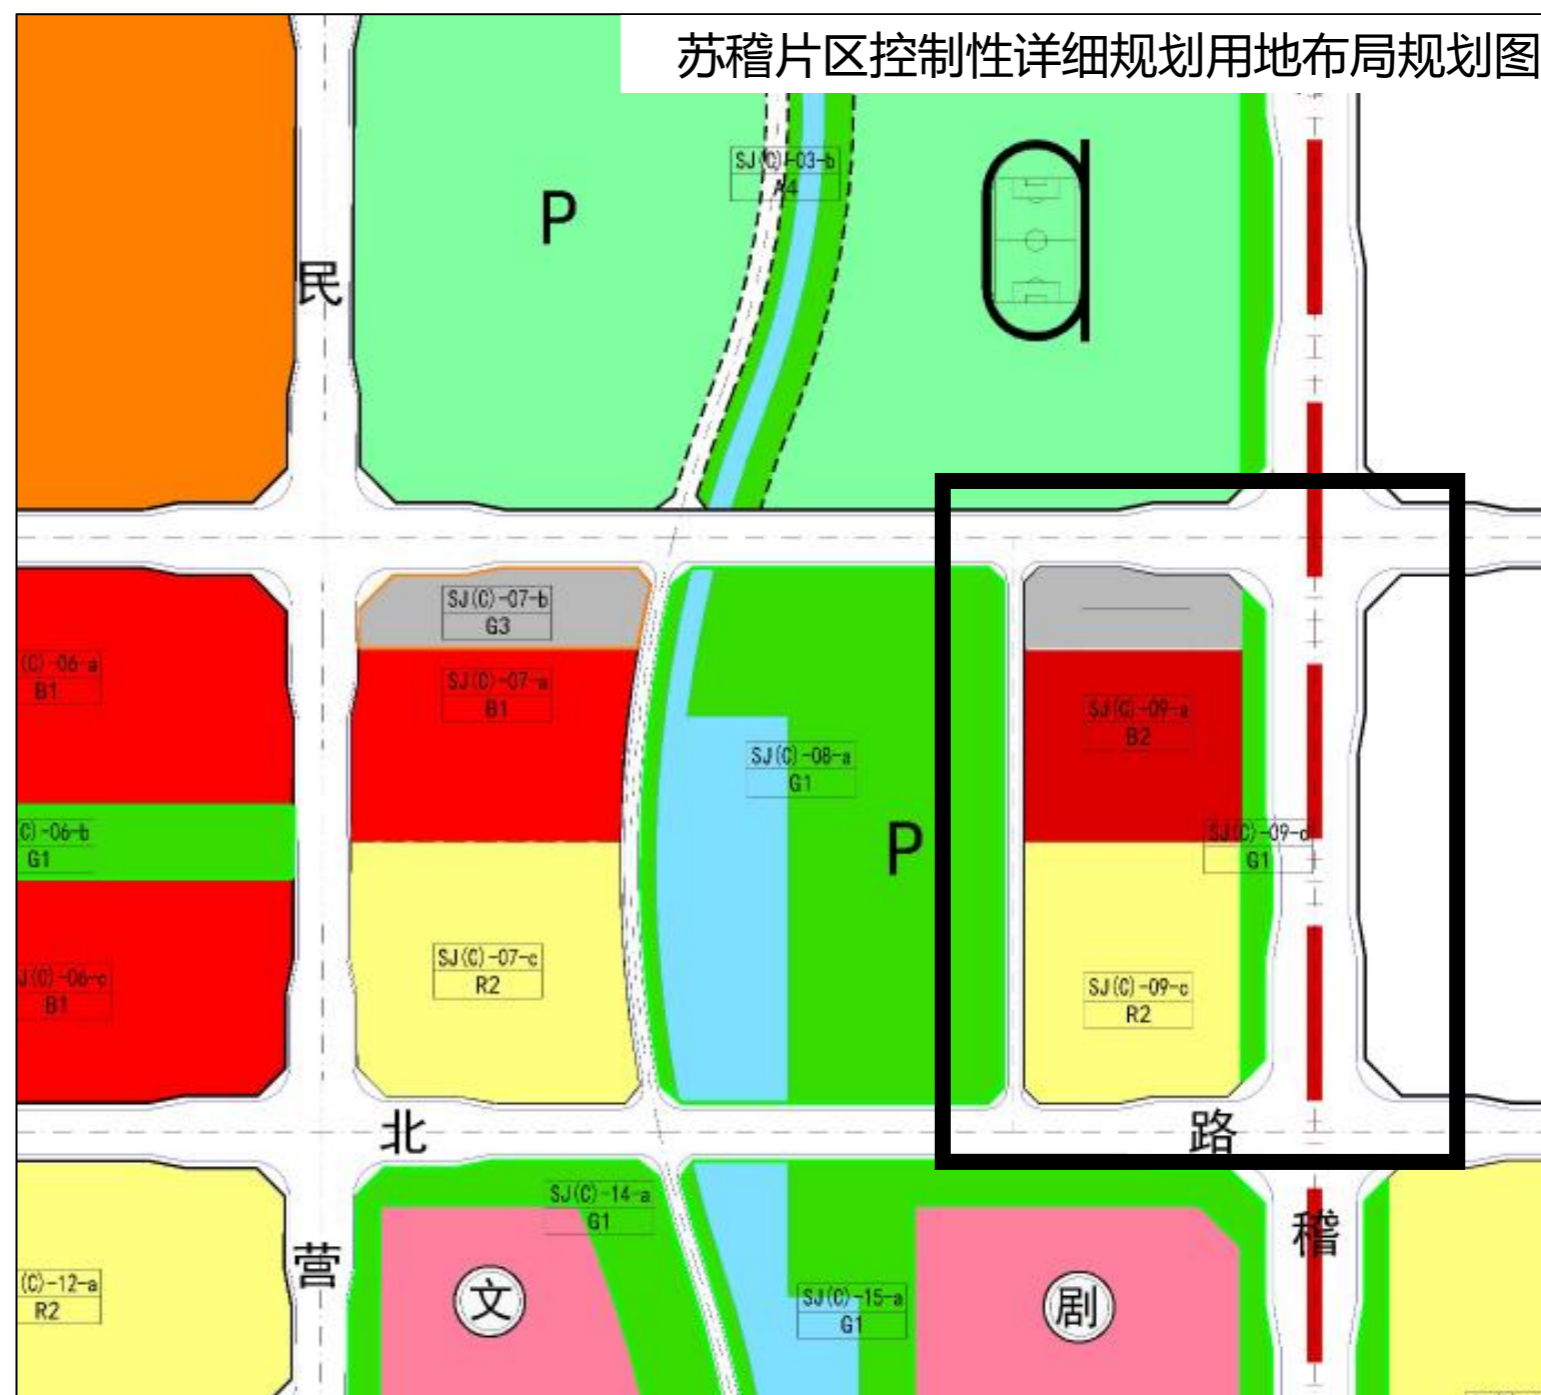 苏稽片区控制性详细规划用地布局规划图
SJ(C)-03-b
A4
P
民
SJ(C)-07-b
G3
(C)-06-a
B1
SJ(C)-07-a
B1
SJ(C)-09-a
B2
SJ(C)-08-a
G1
C)-06-b
G1
P
SJ(C)-09-d
G1
J(C)-06-c
B1
SJ(C)-07-c
R2
SJ(C)-09-c
R2
北
路
SJ(C)-14-a
G1
稽
营
(C)-12-a
R2
文
SJ(C)-15-a
G1
剧